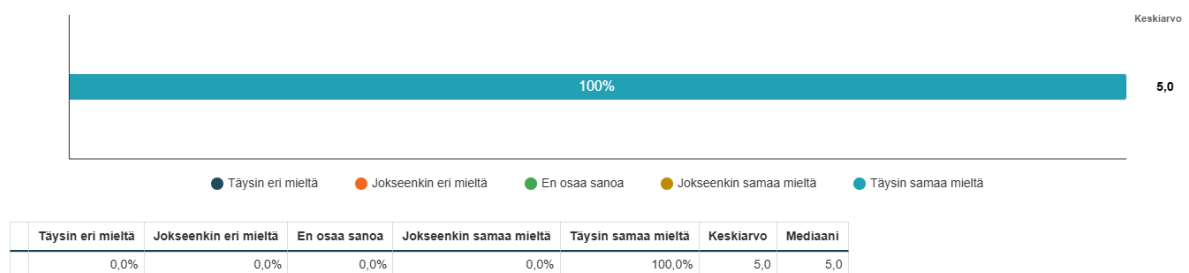 Keskiarvo
100%
5,0
Täysin eri mieltä Jokseenkin eri mieltä En osaa sanoa Jokseenkin samaa mieltä Täysin samaa mieltä
Täysin eri mieltä Jokseenkin eri mieltä En osaa sanoa Jokseenkin samaa mieltä Täysin samaa mieltä Keskiarvo Mediaani
0,0% 0,0% 0,0% 0,0% 100,0% 5,0 5,0